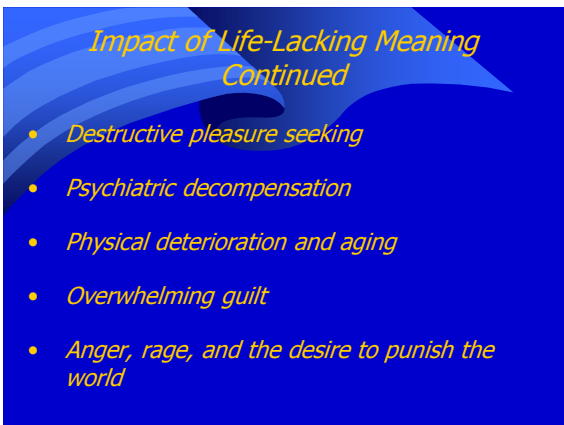 Impact of Life-Lacking Meaning
Continued
• Destructive pleasure seeking
• Psychiatric decompensation
• Physical deterioration and aging
• Overwhelming guilt
• Anger, rage, and the desire to punish the
world